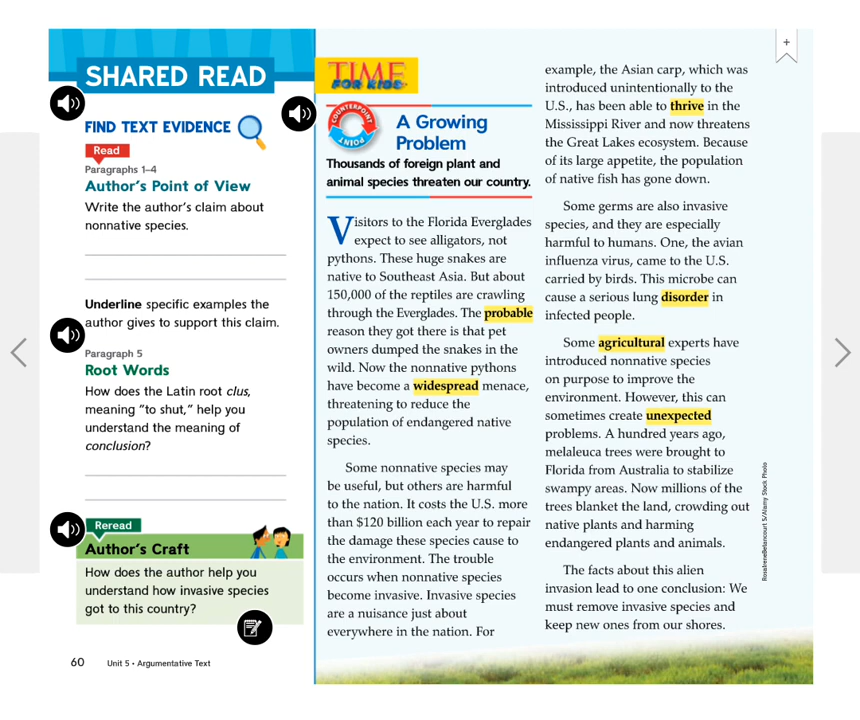 SHARED READ
FIND TEXT EVIDENCE
Read
Paragraphs 1–4
Author's Point of View
Write the author's claim about
nonnative species.
Underline specific examples the
author gives to support this claim.
Paragraph 5
Root Words
How does the Latin root clus,
meaning "to shut," help you
understand the meaning of
conclusion?
Reread
Author's Craft
How does the author help you
understand how invasive species
got to this country?
60 Unit 5 • Argumentative Text
TIME
FOR KIDS
COUNTERPOINT
POINT
A Growing
Problem
Thousands of foreign plant and
animal species threaten our country.
Visitors to the Florida Everglades
expect to see alligators, not
pythons. These huge snakes are
native to Southeast Asia. But about
150,000 of the reptiles are crawling
through the Everglades. The probable
reason they got there is that pet
owners dumped the snakes in the
wild. Now the nonnative pythons
have become a widespread menace,
threatening to reduce the
population of endangered native
species.
Some nonnative species may
be useful, but others are harmful
to the nation. It costs the U.S. more
than $120 billion each year to repair
the damage these species cause to
the environment. The trouble
occurs when nonnative species
become invasive. Invasive species
are a nuisance just about
everywhere in the nation. For
example, the Asian carp, which was
introduced unintentionally to the
U.S., has been able to thrive in the
Mississippi River and now threatens
the Great Lakes ecosystem. Because
of its large appetite, the population
of native fish has gone down.
Some germs are also invasive
species, and they are especially
harmful to humans. One, the avian
influenza virus, came to the U.S.
carried by birds. This microbe can
cause a serious lung disorder in
infected people.
Some agricultural experts have
introduced nonnative species
on purpose to improve the
environment. However, this can
sometimes create unexpected
problems. A hundred years ago,
melaleuca trees were brought to
Florida from Australia to stabilize
swampy areas. Now millions of the
trees blanket the land, crowding out
native plants and harming
endangered plants and animals.
The facts about this alien
invasion lead to one conclusion: We
must remove invasive species and
keep new ones from our shores.
RosaIreneBetancourt 5/Alamy Stock Photo